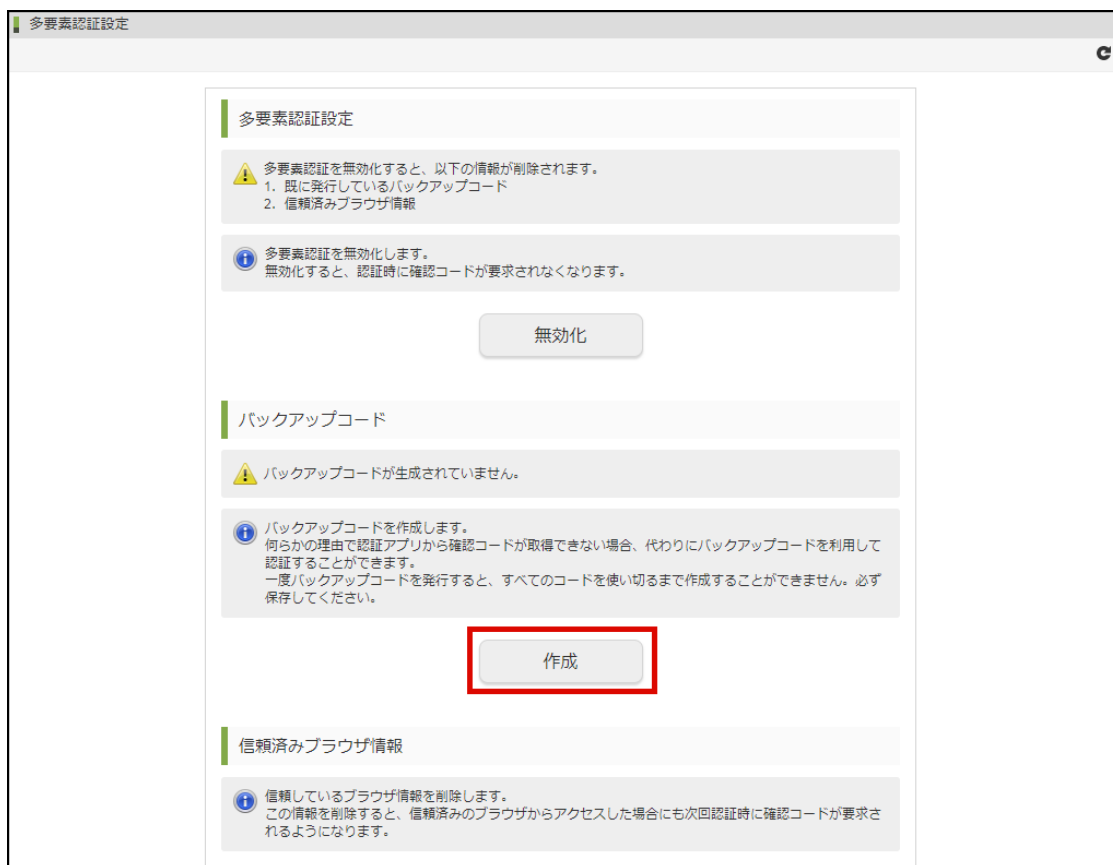 多要素認証設定
多要素認証設定
多要素認証を無効化すると、以下の情報が削除されます。
1. 既に発行しているバックアップコード
2. 信頼済みブラウザ情報
多要素認証を無効化します。
無効化すると、認証時に確認コードが要求されなくなります。
無効化
バックアップコード
バックアップコードが生成されていません。
バックアップコードを作成します。
何らかの理由で認証アプリから確認コードが取得できない場合、代わりにバックアップコードを利用して
認証することができます。
一度バックアップコードを発行すると、すべてのコードを使い切るまで作成することができません。必ず
保存してください。
作成
信頼済みブラウザ情報
信頼しているブラウザ情報を削除します。
この情報を削除すると、信頼済みのブラウザからアクセスした場合にも次回認証時に確認コードが要求さ
れるようになります。